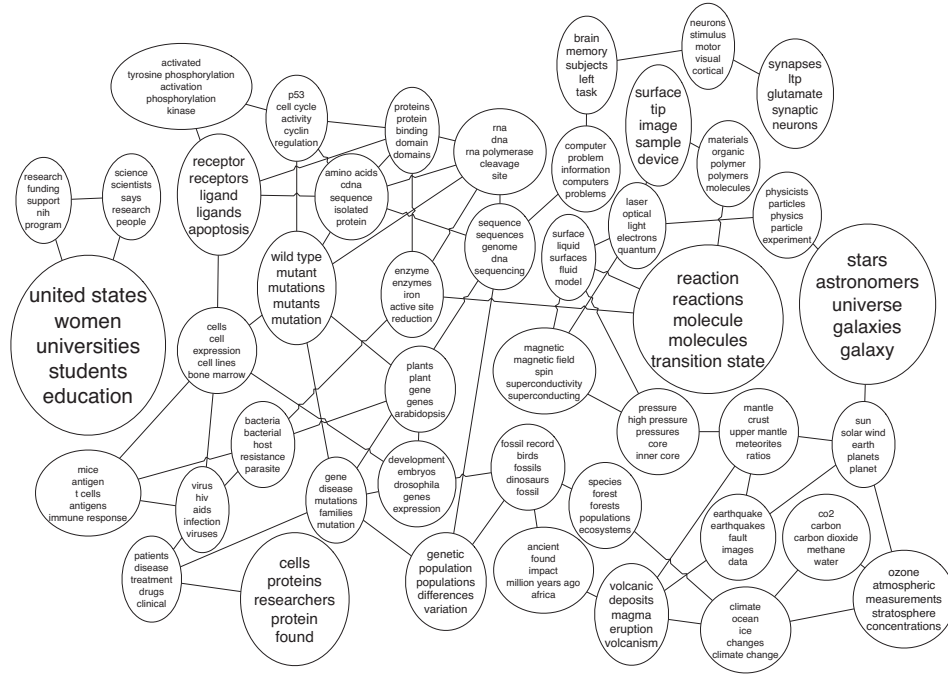 neurons
stimulus
motor
visual
cortical
brain
memory
subjects
left
task
synapses
ltp
glutamate
synaptic
neurons
activated
tyrosine phosphorylation
activation
phosphorylation
kinase
p53
cell cycle
activity
cyclin
regulation
proteins
protein
binding
domain
domains
rna
dna
rna polymerase
cleavage
site
surface
tip
image
sample
device
computer
problem
information
computers
problems
materials
organic
polymer
polymers
molecules
research
funding
support
nih
program
science
scientists
says
research
people
receptor
receptors
ligand
ligands
apoptosis
amino acids
cdna
sequence
isolated
protein
sequence
sequences
genome
dna
sequencing
surface
liquid
surfaces
fluid
model
laser
optical
light
electrons
quantum
physicists
particles
physics
particle
experiment
united states
women
universities
students
education
wild type
mutant
mutations
mutants
mutation
enzyme
enzymes
iron
active site
reduction
reaction
reactions
molecule
molecules
transition state
stars
astronomers
universe
galaxies
galaxy
cells
cell
expression
cell lines
bone marrow
plants
plant
gene
genes
arabidopsis
magnetic
magnetic field
spin
superconductivity
superconducting
pressure
high pressure
pressures
core
inner core
mantle
crust
upper mantle
meteorites
ratios
sun
solar wind
earth
planets
planet
bacteria
bacterial
host
resistance
parasite
mice
antigen
t cells
antigens
immune response
virus
hiv
aids
infection
viruses
gene
disease
mutations
families
mutation
development
embryos
drosophila
genes
expression
fossil record
birds
fossils
dinosaurs
fossil
species
forest
forests
populations
ecosystems
earthquake
earthquakes
fault
images
data
co2
carbon
carbon dioxide
methane
water
patients
disease
treatment
drugs
clinical
cells
proteins
researchers
protein
found
genetic
population
populations
differences
variation
ancient
found
impact
million years ago
africa
volcanic
deposits
magma
eruption
volcanism
climate
ocean
ice
changes
climate change
ozone
atmospheric
measurements
stratosphere
concentrations